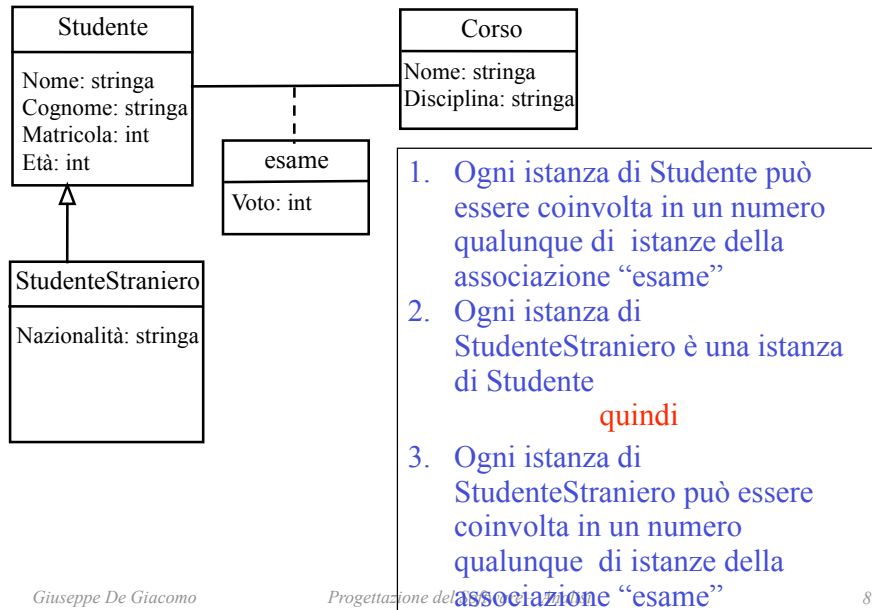 Studente
Nome: stringa
Cognome: stringa
Matricola: int
Età: int
Corso
Nome: stringa
Disciplina: stringa
esame
Voto: int
StudenteStraniero
Nazionalità: stringa
1. Ogni istanza di Studente può
essere coinvolta in un numero
qualunque di istanze della
associazione “esame”
2. Ogni istanza di
StudenteStraniero è una istanza
di Studente
quindi
3. Ogni istanza di
StudenteStraniero può essere
coinvolta in un numero
qualunque di istanze della
associazione “esame”
Giuseppe De Giacomo
Progettazione del
8